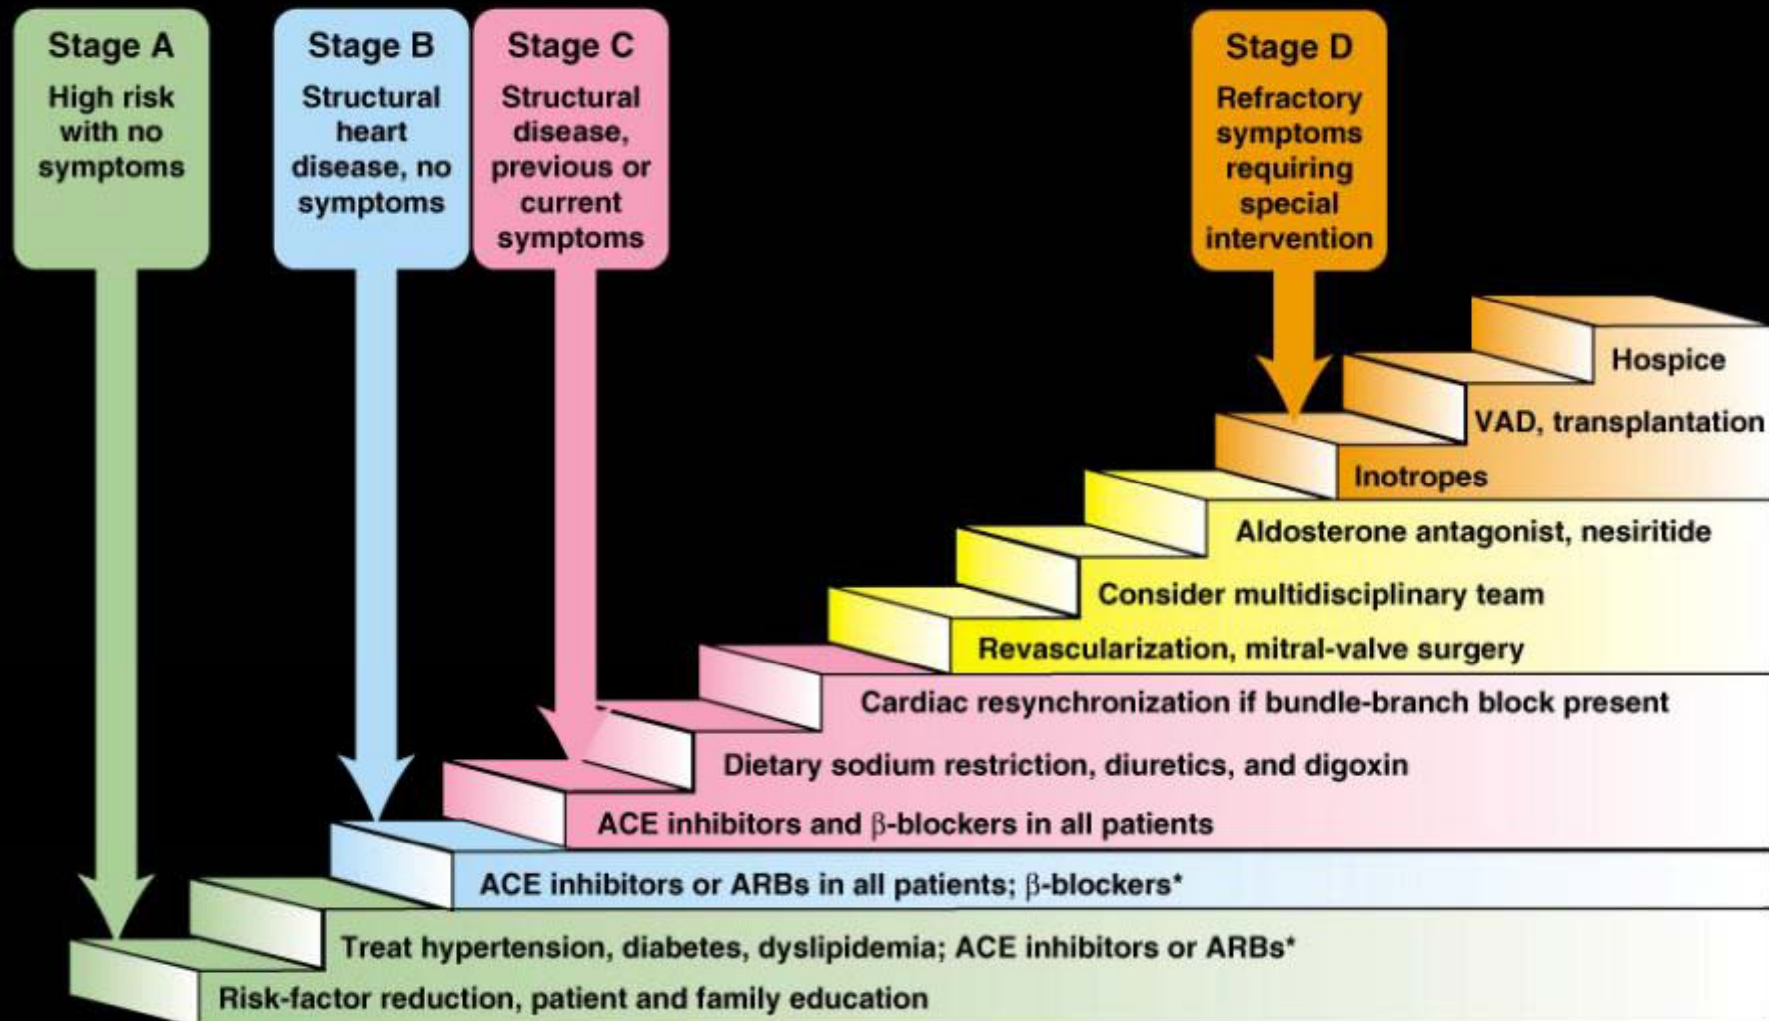 Stage A
High risk
with no
symptoms
Stage B
Structural
heart
disease, no
symptoms
Stage C
Structural
disease,
previous or
current
symptoms
Stage D
Refractory
symptoms
requiring
special
intervention
Hospice
VAD, transplantation
Inotropes
Aldosterone antagonist, nesiritide
Consider multidisciplinary team
Revascularization, mitral-valve surgery
Cardiac resynchronization if bundle-branch block present
Dietary sodium restriction, diuretics, and digoxin
ACE inhibitors and β-blockers in all patients
ACE inhibitors or ARBs in all patients; β-blockers*
Treat hypertension, diabetes, dyslipidemia; ACE inhibitors or ARBs*
Risk-factor reduction, patient and family education